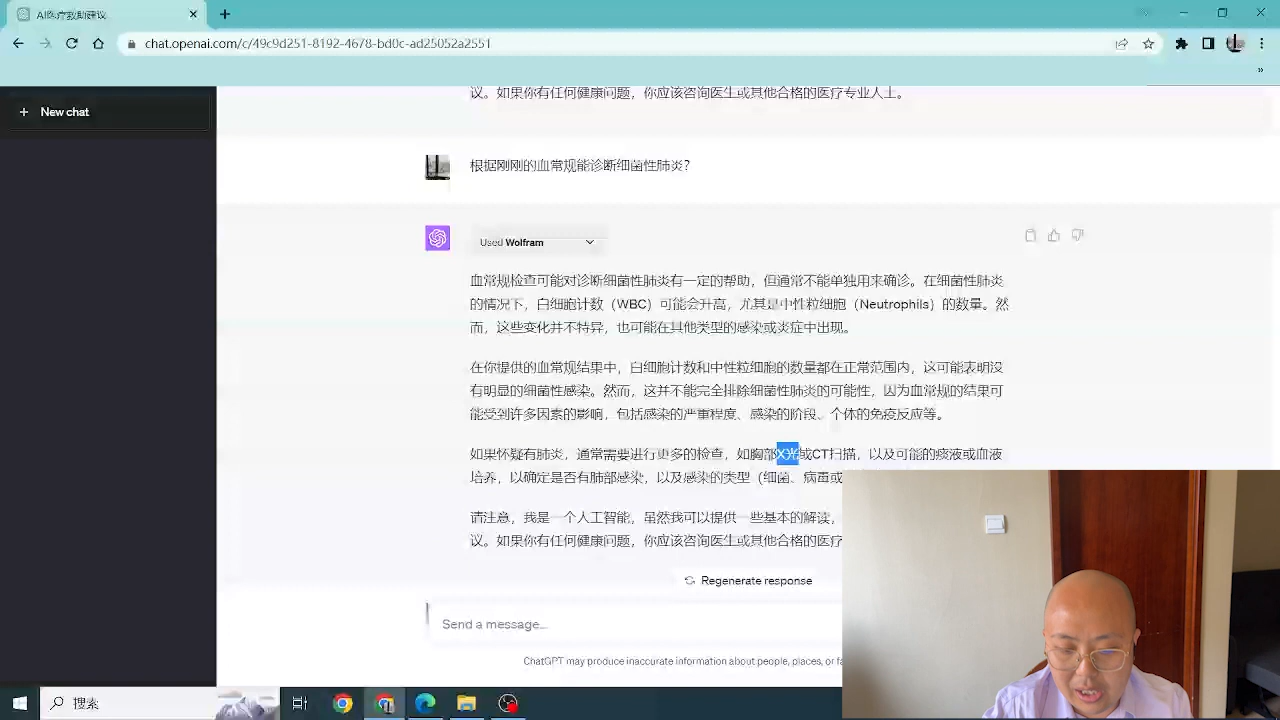 AI医疗救助建议
chat.openai.com/c/49c9d251-8192-4678-bd0c-ad25052a2551
New chat
议。如果你有任何健康问题，你应该咨询医生或其他合格的医疗专业人士。
根据刚刚的血常规能诊断细菌性肺炎?
Used Wolfram
血常规检查可能对诊断细菌性肺炎有一定的帮助，但通常不能单独用来确诊。在细菌性肺炎
的情况下，白细胞计数（WBC）可能会升高，尤其是中性粒细胞（Neutrophils）的数量。然
而，这些变化并不特异，也可能在其他类型的感染或炎症中出现。
在你提供的血常规结果中，白细胞计数和中性粒细胞的数量都在正常范围内，这可能表明没
有明显的细菌性感染。然而，这并不能完全排除细菌性肺炎的可能性，因为血常规的结果可
能受到许多因素的影响，包括感染的严重程度、感染的阶段、个体的免疫反应等。
如果怀疑有肺炎，通常需要进行更多的检查，如胸部X光或CT扫描，以及可能的痰液或血液
培养，以确定是否有肺部感染，以及感染的类型（细菌、病毒或
请注意，我是一个人工智能，虽然我可以提供一些基本的解读，
议。如果你有任何健康问题，你应该咨询医生或其他合格的医疗
Regenerate response
Send a message...
ChatGPT may produce inaccurate information about people, places, or fa
搜索